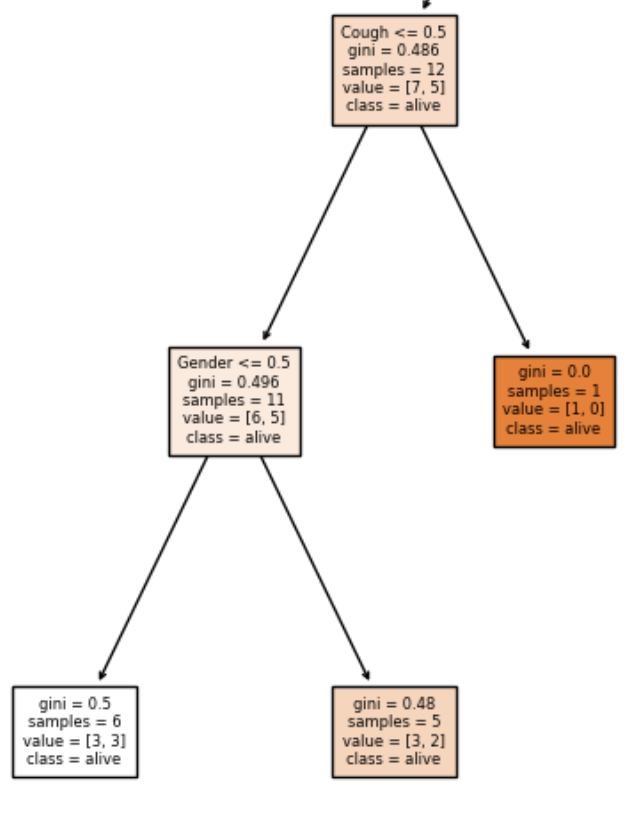 Cough <= 0.5
gini = 0.486
samples = 12
value = [7, 5]
class = alive
Gender <= 0.5
gini = 0.496
samples = 11
value = [6, 5]
class = alive
gini = 0.0
samples = 1
value = [1, 0]
class = alive
gini = 0.5
samples = 6
value = [3, 3]
class = alive
gini = 0.48
samples = 5
value = [3, 2]
class = alive